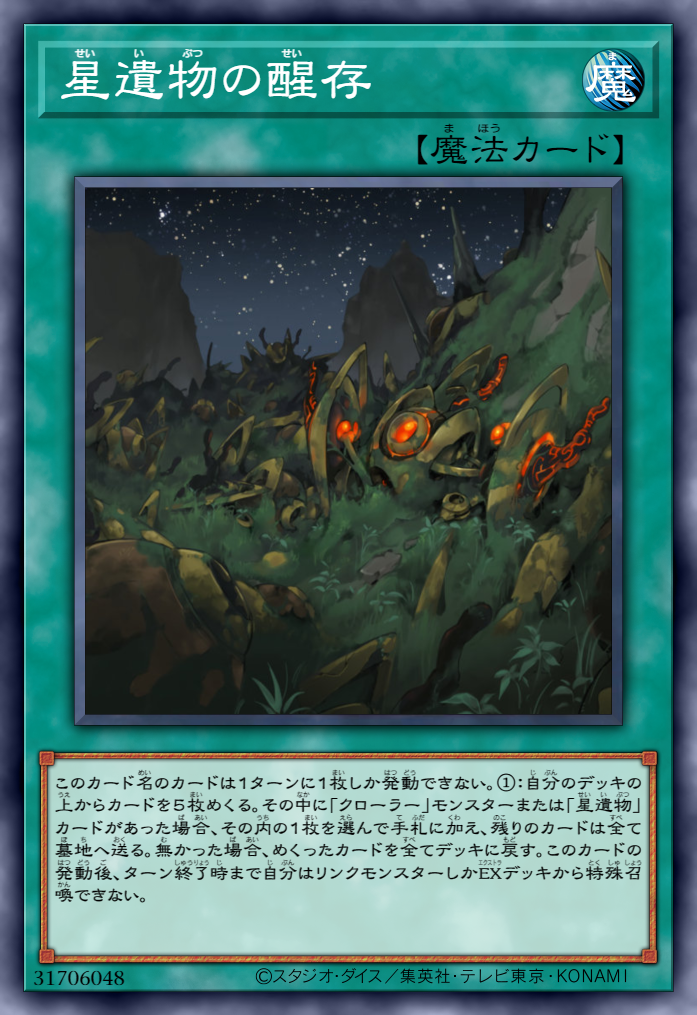 星遺物の醒存
魔
【魔法カード】
このカード名のカードは1ターンに1枚しか発動できない。①:自分のデッキの
上からカードを5枚めくる。その中に「クローラー」モンスターまたは「星遺物」
カードがあった場合、その内の1枚を選んで手札に加え、残りのカードは全て
墓地へ送る。無かった場合、めくったカードを全てデッキに戻す。このカードの
発動後、ターン終了時まで自分はリンクモンスターしかEXデッキから特殊召
喚できない。
31706048
©スタジオ・ダイス/集英社・テレビ東京・KONAMI